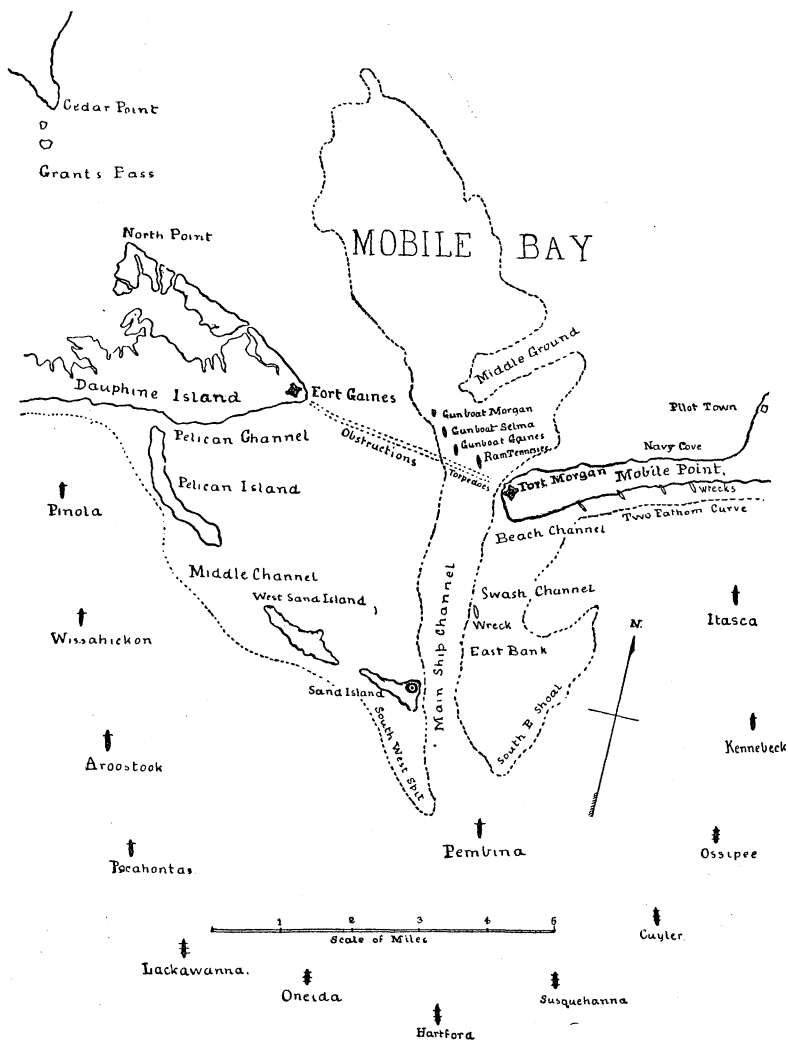 Cedar Point
Grants Pass
North Point
MOBILE BAY
Middle Ground
Dauphine Island
Fort Gaines
Gunboat Morgan
Gunboat Selma
Gunboat Gaines
Ram Tennessee
Pilot Town
Obstructions
Torpedoes
Navy Cove
Pelican Channel
Fort Morgan
Mobile Point.
Wrecks
Pelican Island
Two Fathom Curve
Pinola
Beach Channel
Middle Channel
West Sand Island
Swash Channel
Wreck
Itasca
N.
Wissahickon
East Bank
Main Ship Channel
Sand Island
South West Spit
South E Shoal
Kennebeck
Aroostook
Pembina
Ossipee
Pocahontas
1 2 3 4 5
Scale of Miles
Cuyler.
Lackawanna.
Oneida
Susquehanna
Hartford